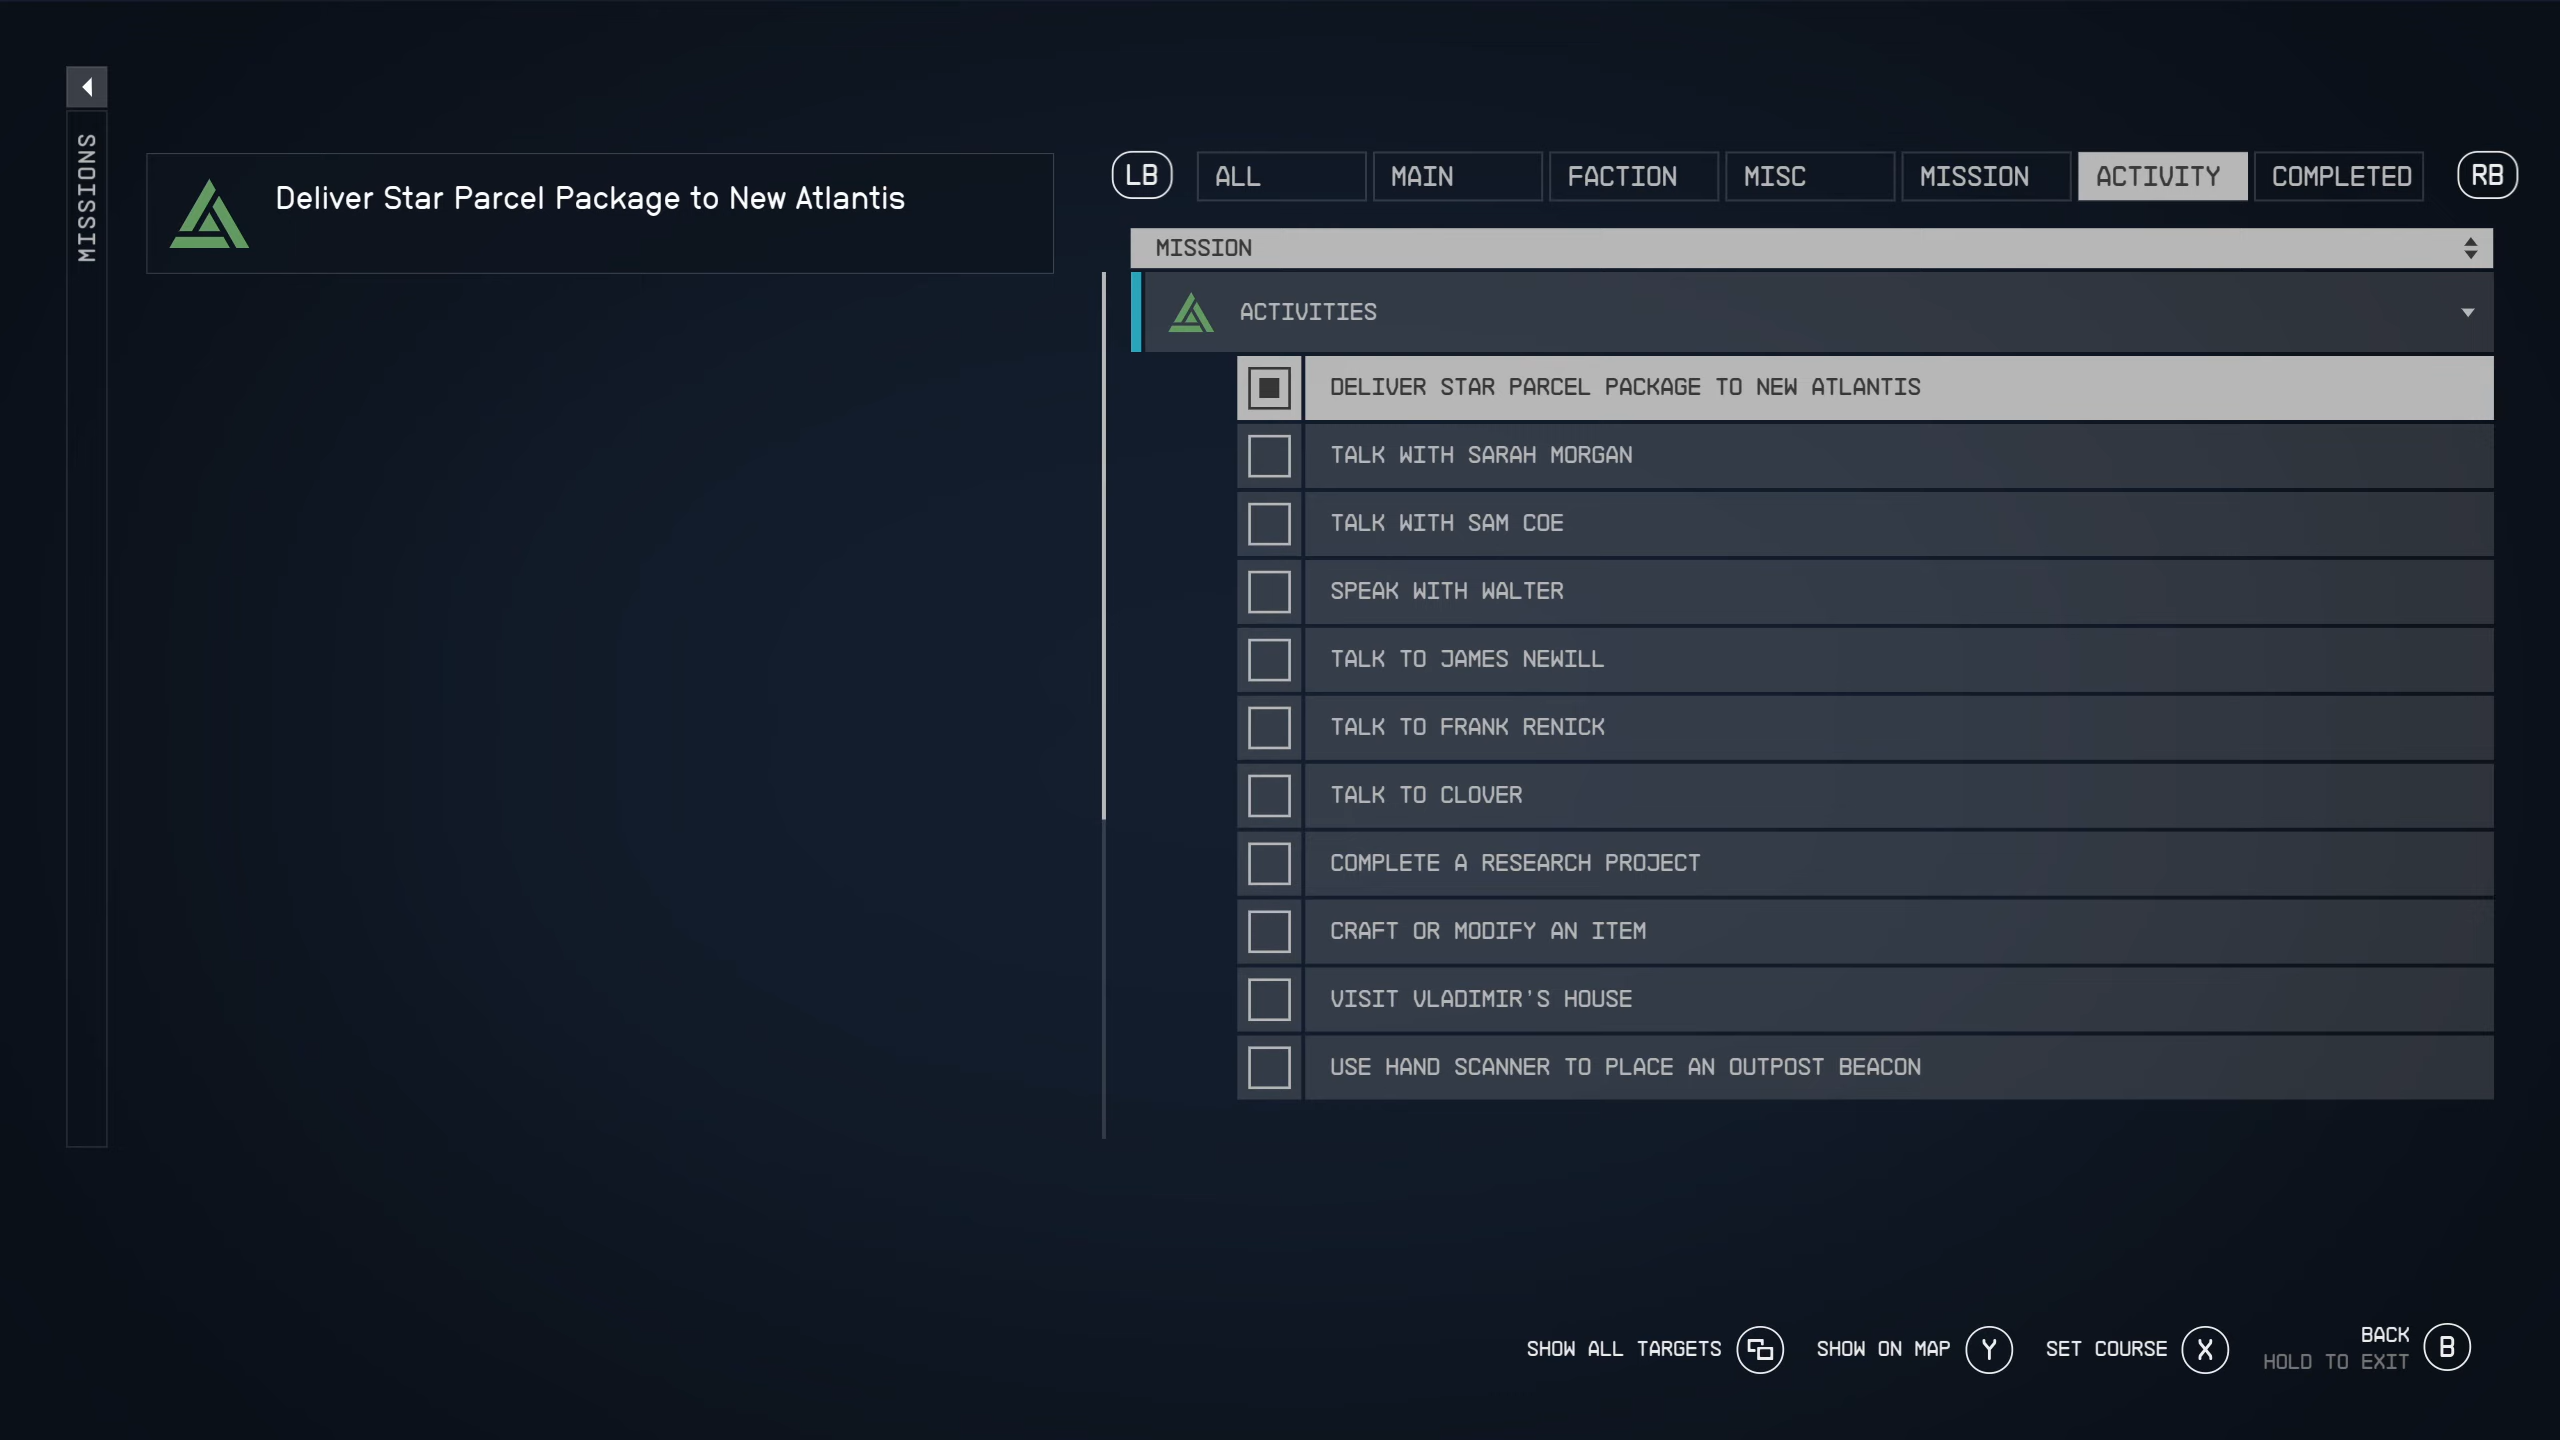 MISSIONS
Deliver Star Parcel Package to New Atlantis
LB
ALL
MAIN
FACTION
MISC
MISSION
ACTIVITY
COMPLETED
RB
MISSION
ACTIVITIES
DELIVER STAR PARCEL PACKAGE TO NEW ATLANTIS
TALK WITH SARAH MORGAN
TALK WITH SAM COE
SPEAK WITH WALTER
TALK TO JAMES NEWILL
TALK TO FRANK RENICK
TALK TO CLOVER
COMPLETE A RESEARCH PROJECT
CRAFT OR MODIFY AN ITEM
VISIT VLADIMIR'S HOUSE
USE HAND SCANNER TO PLACE AN OUTPOST BEACON
SHOW ALL TARGETS
SHOW ON MAP Y
SET COURSE X
BACK B
HOLD TO EXIT